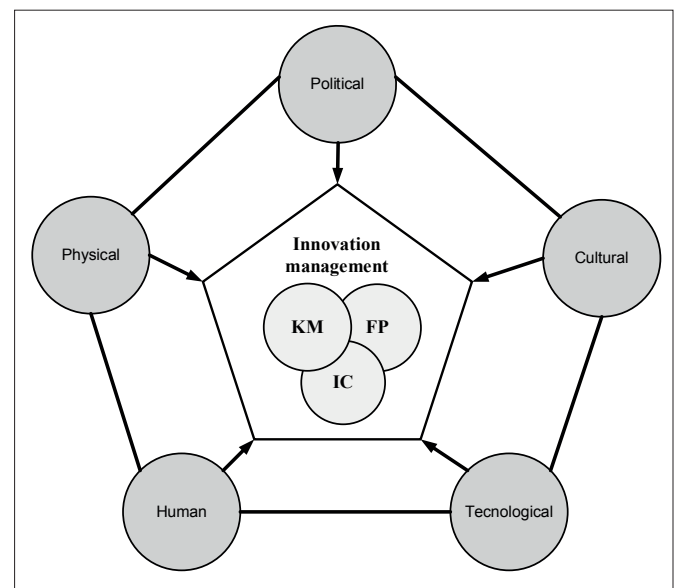 Political
Physical
Cultural
Innovation
management
KM
FP
IC
Human
Tecnological